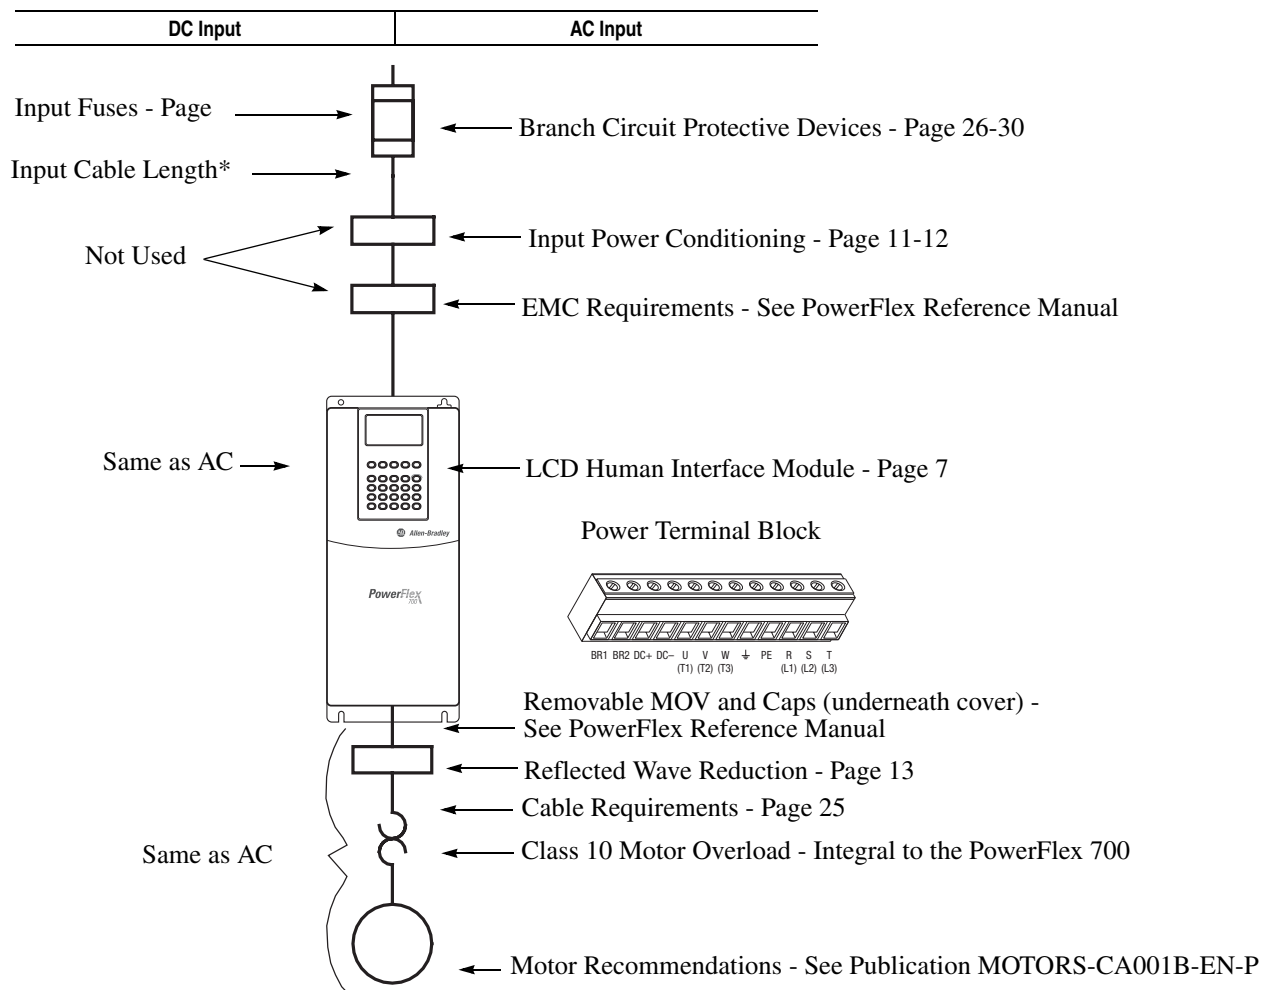 DC Input
AC Input
Input Fuses - Page
Branch Circuit Protective Devices - Page 26-30
Input Cable Length*
Input Power Conditioning - Page 11-12
Not Used
EMC Requirements - See PowerFlex Reference Manual
Same as AC
LCD Human Interface Module - Page 7
Allen-Bradley
PowerFlex
700
Power Terminal Block
BR1 BR2 DC+ DC– U V W PE R S T
(T1) (T2) (T3) (L1) (L2) (L3)
Removable MOV and Caps (underneath cover) -
See PowerFlex Reference Manual
Reflected Wave Reduction - Page 13
Cable Requirements - Page 25
Same as AC
Class 10 Motor Overload - Integral to the PowerFlex 700
Motor Recommendations - See Publication MOTORS-CA001B-EN-P